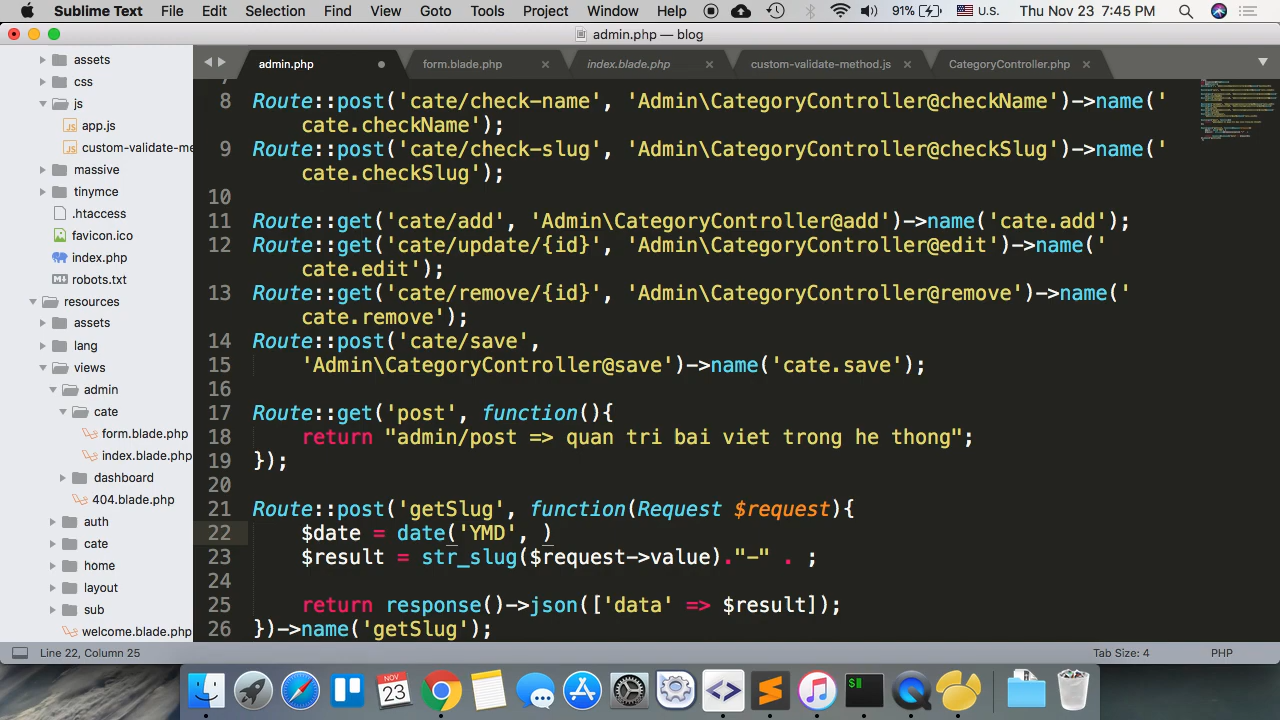 Sublime Text File Edit Selection Find View Goto Tools Project Window Help 91% U.S. Thu Nov 23 7:45 PM
admin.php — blog
admin.php form.blade.php index.blade.php custom-validate-method.js CategoryController.php
assets
css
js
app.js
custom-validate-me
massive
tinymce
.htaccess
favicon.ico
index.php
robots.txt
resources
assets
lang
views
admin
cate
form.blade.php
index.blade.php
dashboard
404.blade.php
auth
cate
home
layout
sub
welcome.blade.php
8 Route::post('cate/check-name', 'Admin\CategoryController@checkName')->name('
cate.checkName');
9 Route::post('cate/check-slug', 'Admin\CategoryController@checkSlug')->name('
cate.checkSlug');
10
11 Route::get('cate/add', 'Admin\CategoryController@add')->name('cate.add');
12 Route::get('cate/update/{id}', 'Admin\CategoryController@edit')->name('
cate.edit');
13 Route::get('cate/remove/{id}', 'Admin\CategoryController@remove')->name('
cate.remove');
14 Route::post('cate/save',
15 'Admin\CategoryController@save')->name('cate.save');
16
17 Route::get('post', function(){
18 return "admin/post => quan tri bai viet trong he thong";
19 });
20
21 Route::post('getSlug', function(Request $request){
22 $date = date('YMD', )
23 $result = str_slug($request->value)."-" . ;
24
25 return response()->json(['data' => $result]);
26 })->name('getSlug');
Line 22, Column 25 Tab Size: 4 PHP
NOV
23